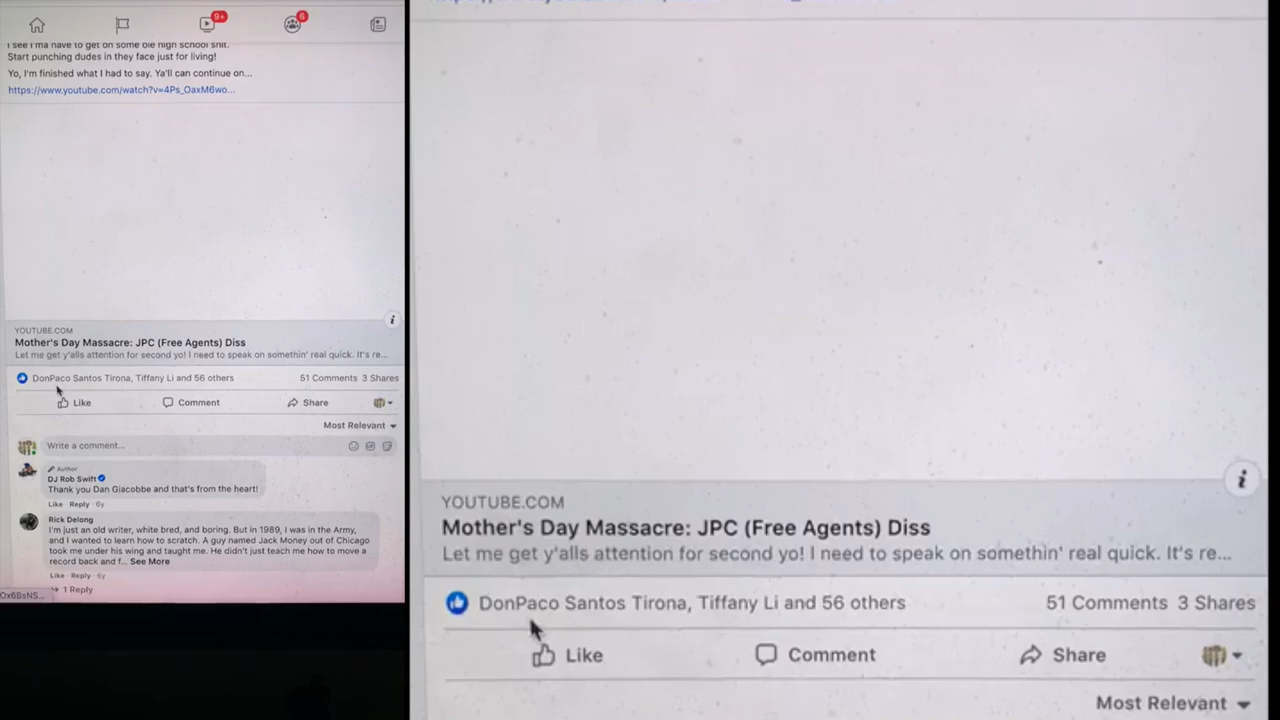 9+
6
I see I ma have to get on some ole high school shit.
Start punching dudes in they face just for living!
Yo, I'm finished what I had to say. Ya'll can continue on...
https://www.youtube.com/watch?v=4Ps_OaxM6wo...
i
YOUTUBE.COM
Mother's Day Massacre: JPC (Free Agents) Diss
Let me get y'alls attention for second yo! I need to speak on somethin' real quick. It's re...
DonPaco Santos Tirona, Tiffany Li and 56 others
51 Comments 3 Shares
Like
Comment
Share
Most Relevant
Write a comment...
Author
DJ Rob Swift
Thank you Dan Giacobbe and that's from the heart!
Like · Reply · 6y
Rick Delong
I'm just an old writer, white bred, and boring. But in 1989, I was in the Army,
and I wanted to learn how to scratch. A guy named Jack Money out of Chicago
took me under his wing and taught me. He didn't just teach me how to move a
record back and f... See More
Like · Reply · 6y
1 Reply
Ox6BsNS...
i
YOUTUBE.COM
Mother's Day Massacre: JPC (Free Agents) Diss
Let me get y'alls attention for second yo! I need to speak on somethin' real quick. It's re...
DonPaco Santos Tirona, Tiffany Li and 56 others
51 Comments 3 Shares
Like
Comment
Share
Most Relevant